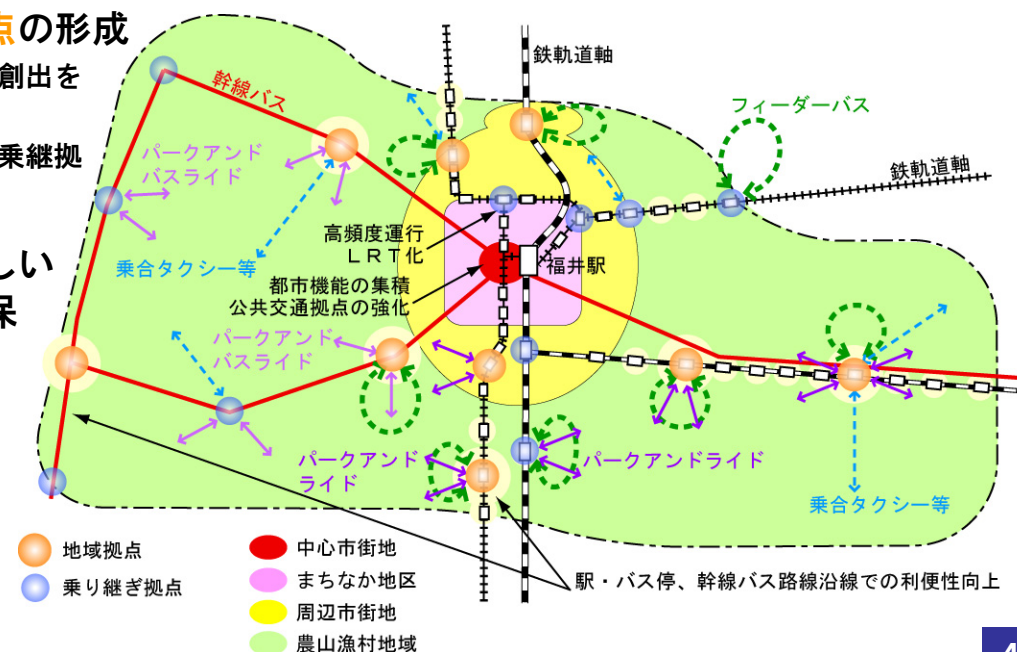 点の形成
創出を
乗継拠
しい
保
鉄軌道軸
幹線バス
フィーダーバス
パークアンド
バスライド
鉄軌道軸
高頻度運行
ＬＲＴ化
福井駅
乗合タクシー等
都市機能の集積
公共交通拠点の強化
パークアンド
バスライド
パークアンド
ライド
パークアンドライド
乗合タクシー等
地域拠点
乗り継ぎ拠点
中心市街地
まちなか地区
周辺市街地
農山漁村地域
駅・バス停、幹線バス路線沿線での利便性向上